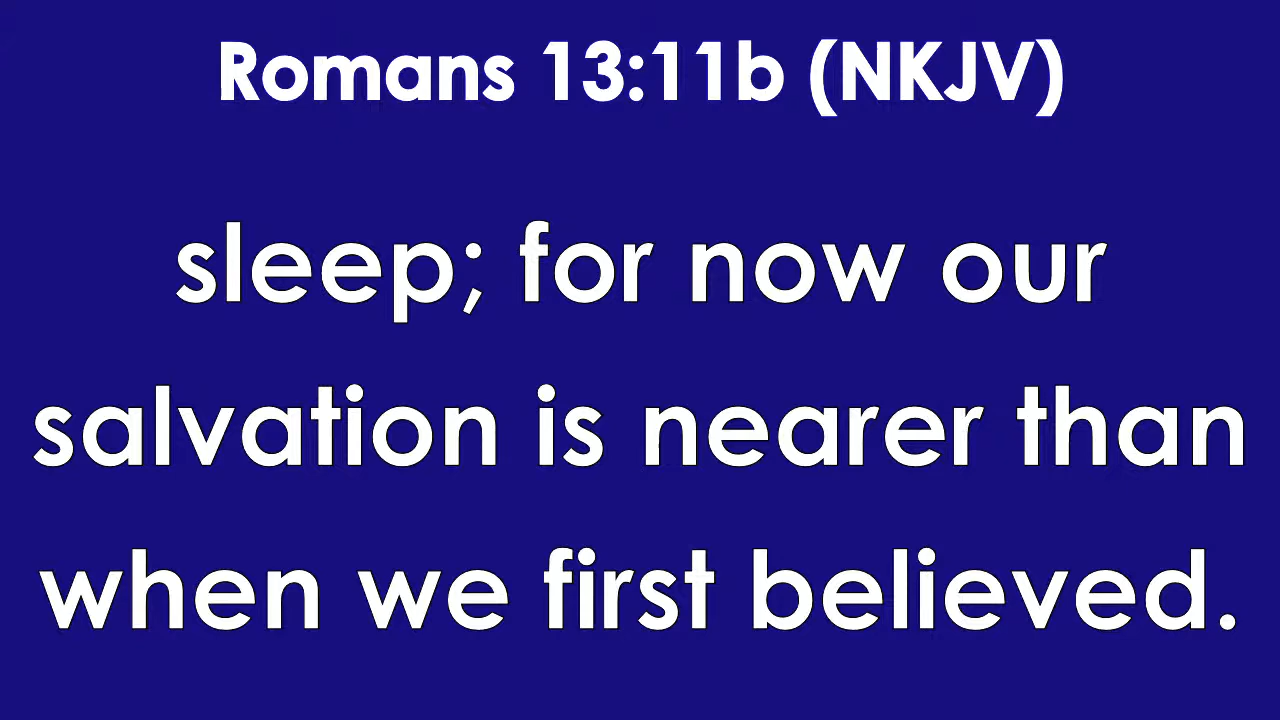 Romans 13:11b (NKJV)
sleep; for now our
salvation is nearer than
when we first believed.